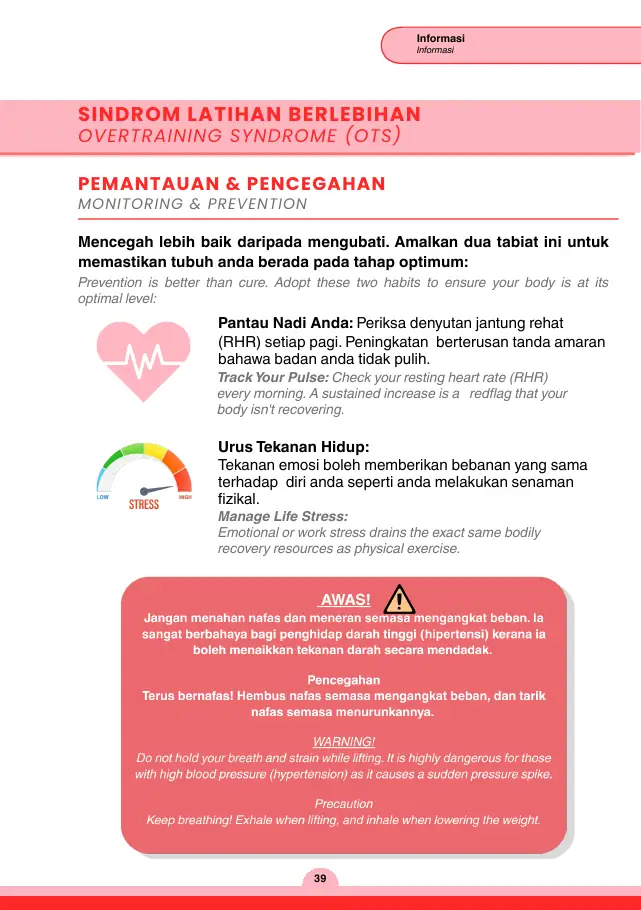 Informasi
Informasi
SINDROM LATIHAN BERLEBIHAN
OVERTRAINING SYNDROME (OTS)
PEMANTAUAN & PENCEGAHAN
MONITORING & PREVENTION
Mencegah lebih baik daripada mengubati. Amalkan dua tabiat ini untuk
memastikan tubuh anda berada pada tahap optimum:
Prevention is better than cure. Adopt these two habits to ensure your body is at its
optimal level:
Pantau Nadi Anda: Periksa denyutan jantung rehat
(RHR) setiap pagi. Peningkatan berterusan tanda amaran
bahawa badan anda tidak pulih.
Track Your Pulse: Check your resting heart rate (RHR)
every morning. A sustained increase is a redflag that your
body isn't recovering.
LOW
HIGH
STRESS
Urus Tekanan Hidup:
Tekanan emosi boleh memberikan bebanan yang sama
terhadap diri anda seperti anda melakukan senaman
fizikal.
Manage Life Stress:
Emotional or work stress drains the exact same bodily
recovery resources as physical exercise.
AWAS!
Jangan menahan nafas dan meneran semasa mengangkat beban. Ia
sangat berbahaya bagi penghidap darah tinggi (hipertensi) kerana ia
boleh menaikkan tekanan darah secara mendadak.
Pencegahan
Terus bernafas! Hembus nafas semasa mengangkat beban, dan tarik
nafas semasa menurunkannya.
WARNING!
Do not hold your breath and strain while lifting. It is highly dangerous for those
with high blood pressure (hypertension) as it causes a sudden pressure spike.
Precaution
Keep breathing! Exhale when lifting, and inhale when lowering the weight.
39